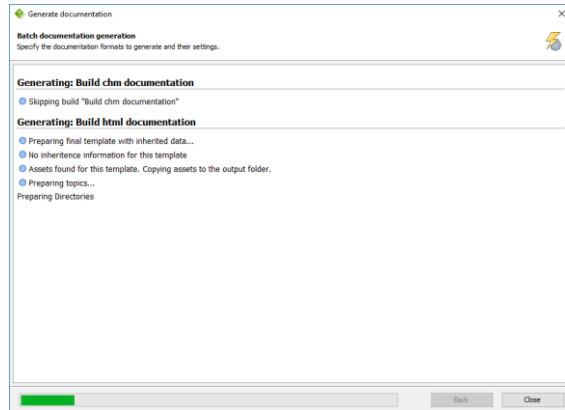 Generate documentation
Batch documentation generation
Specify the documentation formats to generate and their settings.
Generating: Build chm documentation
Skipping build "Build chm documentation"
Generating: Build html documentation
Preparing final template with inherited data...
No inheritence information for this template
Assets found for this template. Copying assets to the output folder.
Preparing topics...
Preparing Directories
Back
Close